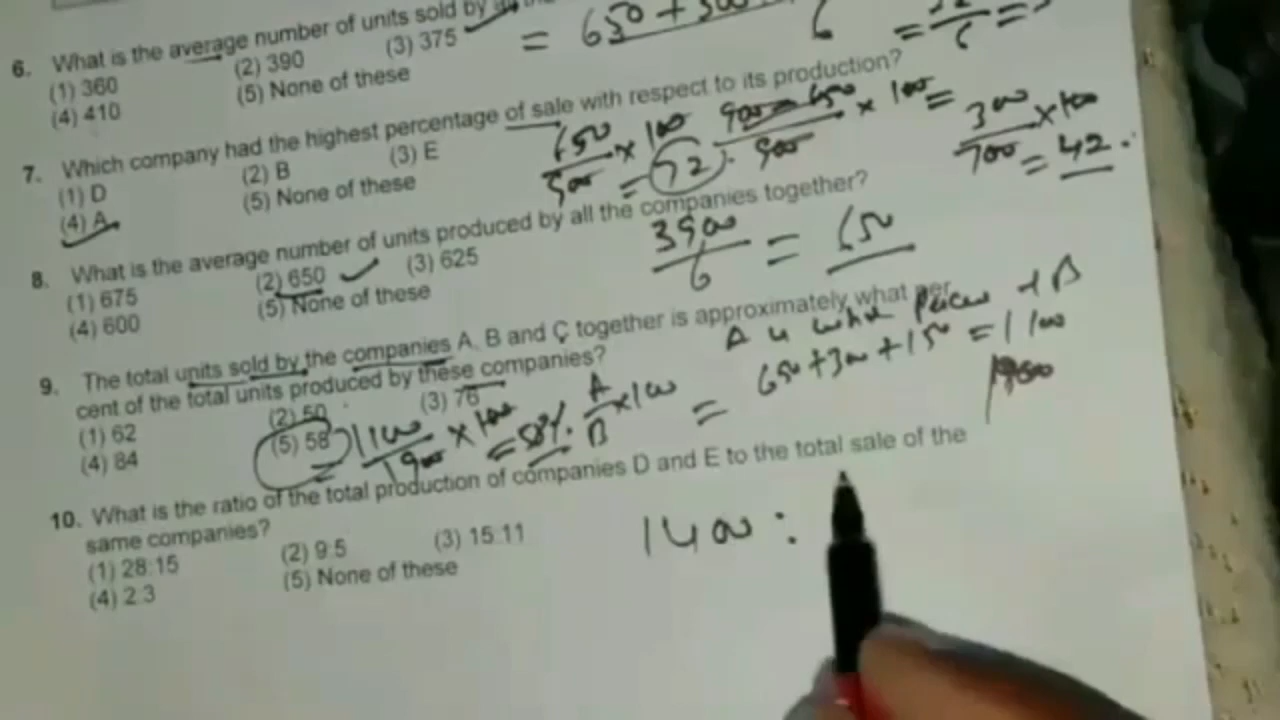 6. What is the average number of units sold by
(1) 360 (2) 390 (3) 375
(4) 410 (5) None of these
= 650 + 300
6
7. Which company had the highest percentage of sale with respect to its production?
(1) D (2) B (3) E
(4) A (5) None of these
650 × 100
900 = 72
× 100 =
900
300 × 100
700 = 42
8. What is the average number of units produced by all the companies together?
(1) 675 (2) 650 (3) 625
(4) 600 (5) None of these
3900 = 650
6
9. The total units sold by the companies A, B and C together is approximately what per
cent of the total units produced by these companies?
(1) 62 (2) 50 (3) 76
(4) 84 (5) 58
1100 × 100 = 58%
1900
A × 100 =
B
650 + 300 + 150 = 1100
1900
10. What is the ratio of the total production of companies D and E to the total sale of the
same companies?
(1) 28:15 (2) 9:5 (3) 15:11
(4) 2:3 (5) None of these
1400 :